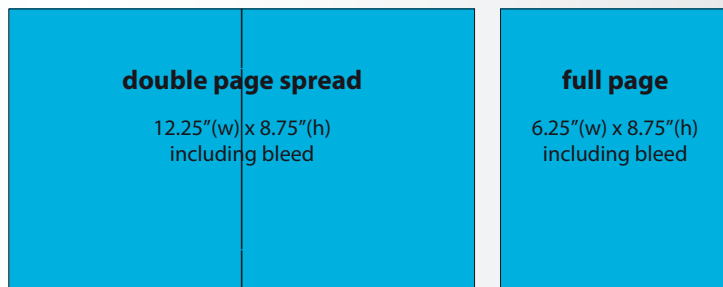 double page spread
12.25”(w) x 8.75”(h)
including bleed
full page
6.25”(w) x 8.75”(h)
including bleed